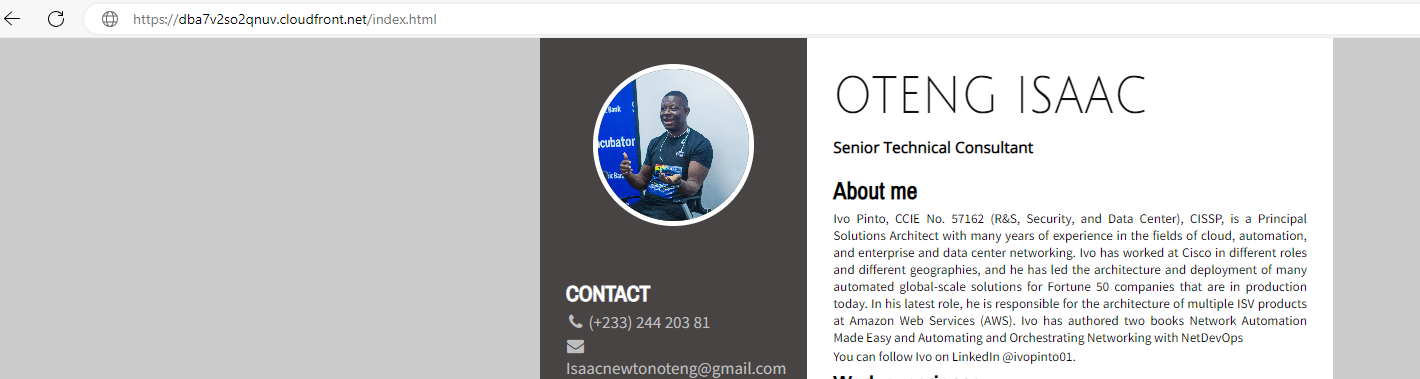 https://dba7v2so2qnuv.cloudfront.net/index.html
Bank
ncubator
nic Bank
CONTACT
(+233) 244 203 81
Isaacnewtonoteng@gmail.com
OTENG ISAAC
Senior Technical Consultant
About me
Ivo Pinto, CCIE No. 57162 (R&S, Security, and Data Center), CISSP, is a Principal
Solutions Architect with many years of experience in the fields of cloud, automation,
and enterprise and data center networking. Ivo has worked at Cisco in different roles
and different geographies, and he has led the architecture and deployment of many
automated global-scale solutions for Fortune 50 companies that are in production
today. In his latest role, he is responsible for the architecture of multiple ISV products
at Amazon Web Services (AWS). Ivo has authored two books Network Automation
Made Easy and Automating and Orchestrating Networking with NetDevOps
You can follow Ivo on LinkedIn @ivopinto01.